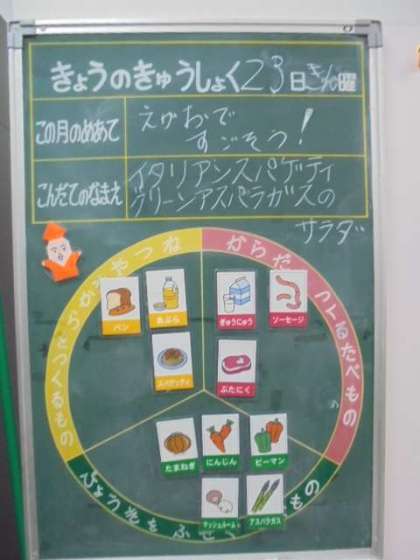 きょうのきゅうしょく 23日 きん曜
この月のめあて
えがおで
すごそう!
こんだてのなまえ
イタリアンスパゲッティ
グリーンアスパラガスの
サラダ
ちからやつね
つをつくるもの
からだ
つくるたべもの
パン
あぶら
ぎゅうにゅう
ソーセージ
スパゲッティ
ぶたにく
たまねぎ
にんじん
ピーマン
マッシュルーム
アスパラガス
びょうきをふせ
もの